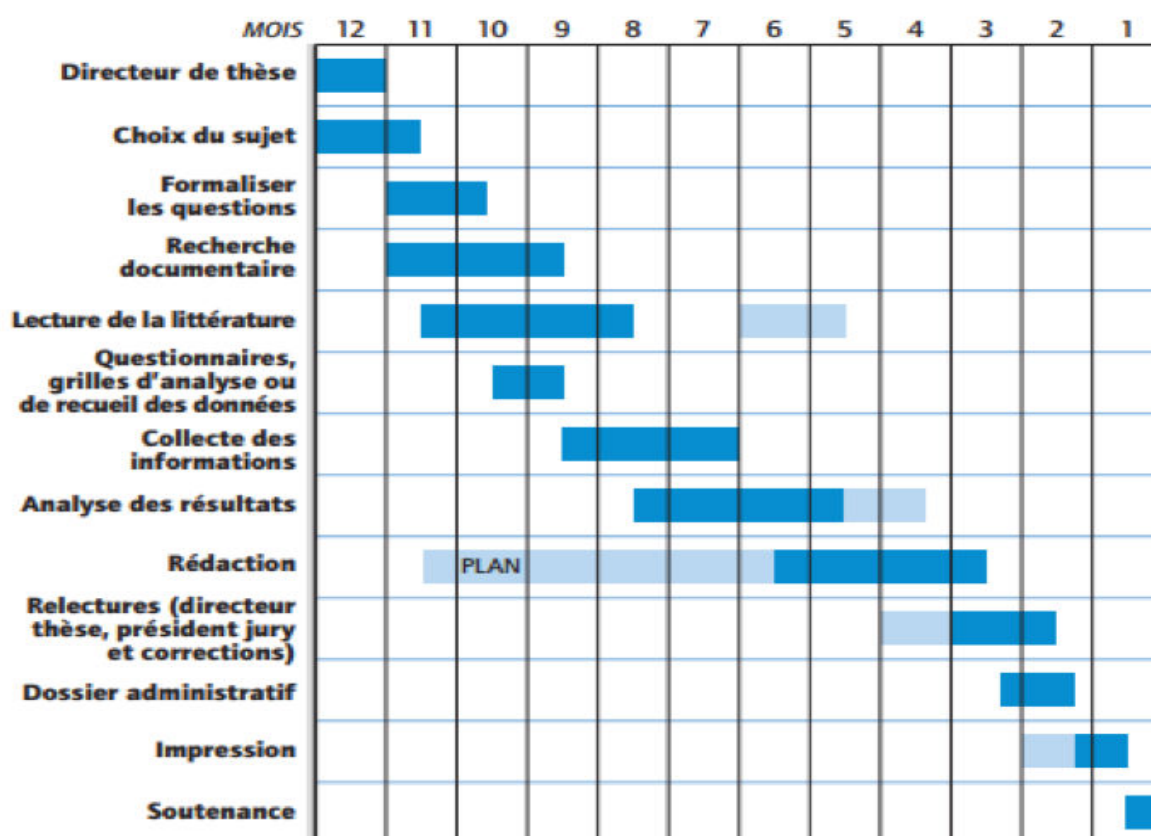 MOIS 12 11 10 9 8 7 6 5 4 3 2 1
Directeur de thèse
Choix du sujet
Formaliser
les questions
Recherche
documentaire
Lecture de la littérature
Questionnaires,
grilles d'analyse ou
de recueil des données
Collecte des
informations
Analyse des résultats
Rédaction PLAN
Relectures (directeur
thèse, président jury
et corrections)
Dossier administratif
Impression
Soutenance